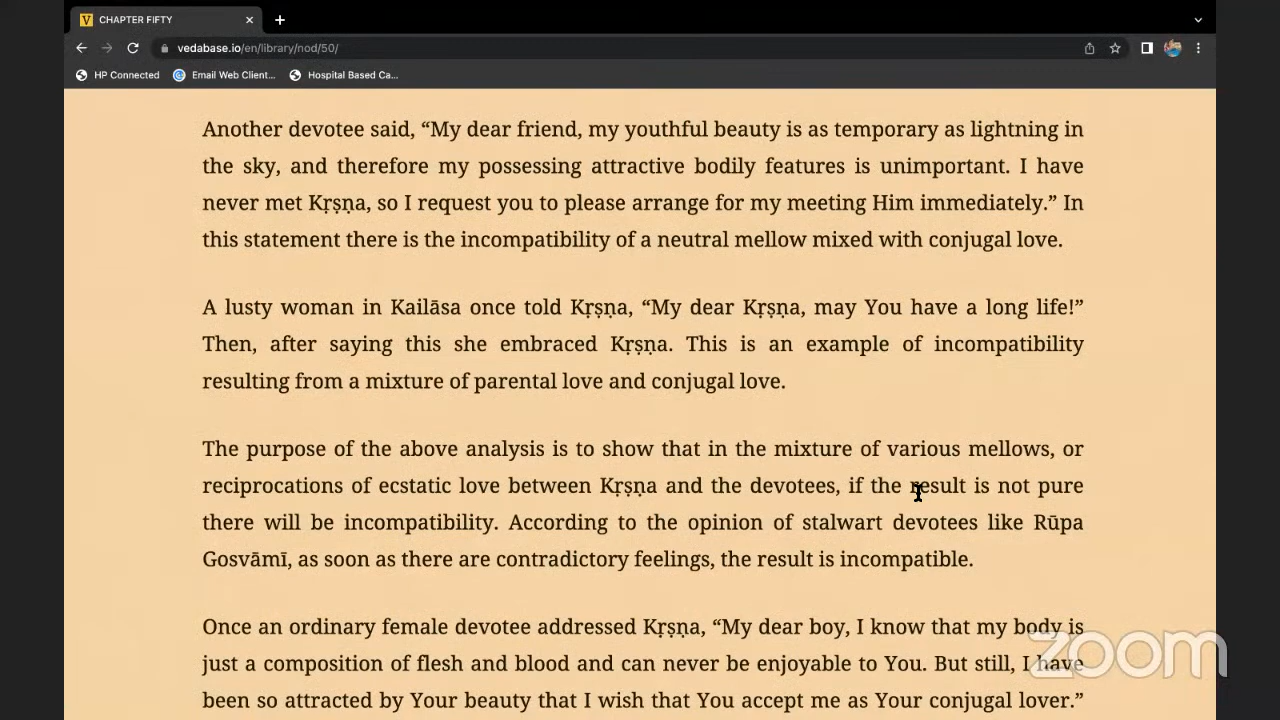 CHAPTER FIFTY
vedabase.io/en/library/nod/50/
HP Connected Email Web Client... Hospital Based Ca...
Another devotee said, “My dear friend, my youthful beauty is as temporary as lightning in
the sky, and therefore my possessing attractive bodily features is unimportant. I have
never met Kṛṣṇa, so I request you to please arrange for my meeting Him immediately.” In
this statement there is the incompatibility of a neutral mellow mixed with conjugal love.
A lusty woman in Kailāsa once told Kṛṣṇa, “My dear Kṛṣṇa, may You have a long life!”
Then, after saying this she embraced Kṛṣṇa. This is an example of incompatibility
resulting from a mixture of parental love and conjugal love.
The purpose of the above analysis is to show that in the mixture of various mellows, or
reciprocations of ecstatic love between Kṛṣṇa and the devotees, if the result is not pure
there will be incompatibility. According to the opinion of stalwart devotees like Rūpa
Gosvāmī, as soon as there are contradictory feelings, the result is incompatible.
Once an ordinary female devotee addressed Kṛṣṇa, “My dear boy, I know that my body is
just a composition of flesh and blood and can never be enjoyable to You. But still, I have
been so attracted by Your beauty that I wish that You accept me as Your conjugal lover.”
zoom